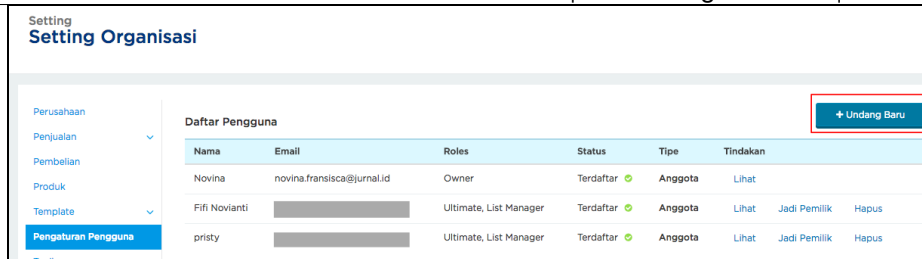 Setting
Setting Organisasi
Perusahaan
Penjualan
Pembelian
Produk
Template
Pengaturan Pengguna
Daftar Pengguna
+ Undang Baru
Nama Email Roles Status Tipe Tindakan
Novina novina.fransisca@jurnal.id Owner Terdaftar Anggota Lihat
Fifi Novianti Ultimate, List Manager Terdaftar Anggota Lihat Jadi Pemilik Hapus
pristy Ultimate, List Manager Terdaftar Anggota Lihat Jadi Pemilik Hapus